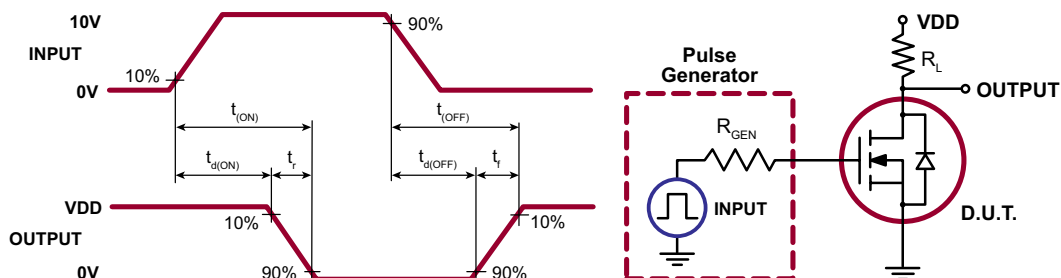 10V
INPUT
10%
0V
90%
t(ON)
t(OFF)
td(ON)
tr
td(OFF)
tf
VDD
OUTPUT
0V
10%
90%
10%
90%
Pulse
Generator
RGEN
INPUT
VDD
RL
OUTPUT
D.U.T.